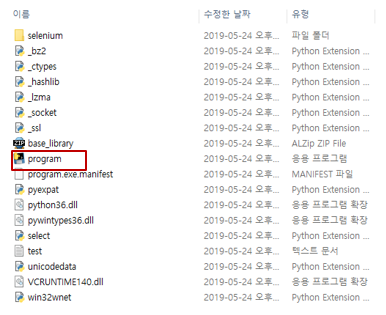 이름 수정한 날짜 유형
selenium 2019-05-24 오후... 파일 폴더
_bz2 2019-05-24 오후... Python Extension ...
_ctypes 2019-05-24 오후... Python Extension ...
_hashlib 2019-05-24 오후... Python Extension ...
_lzma 2019-05-24 오후... Python Extension ...
_socket 2019-05-24 오후... Python Extension ...
_ssl 2019-05-24 오후... Python Extension ...
base_library 2019-05-24 오후... ALZip ZIP File
program 2019-05-24 오후... 응용 프로그램
program.exe.manifest 2019-05-24 오후... MANIFEST 파일
pyexpat 2019-05-24 오후... Python Extension ...
python36.dll 2019-05-24 오후... 응용 프로그램 확장
pywintypes36.dll 2019-05-24 오후... 응용 프로그램 확장
select 2019-05-24 오후... Python Extension ...
test 2019-05-24 오후... 텍스트 문서
unicodedata 2019-05-24 오후... Python Extension ...
VCRUNTIME140.dll 2019-05-24 오후... 응용 프로그램 확장
win32wnet 2019-05-24 오후... Python Extension ...